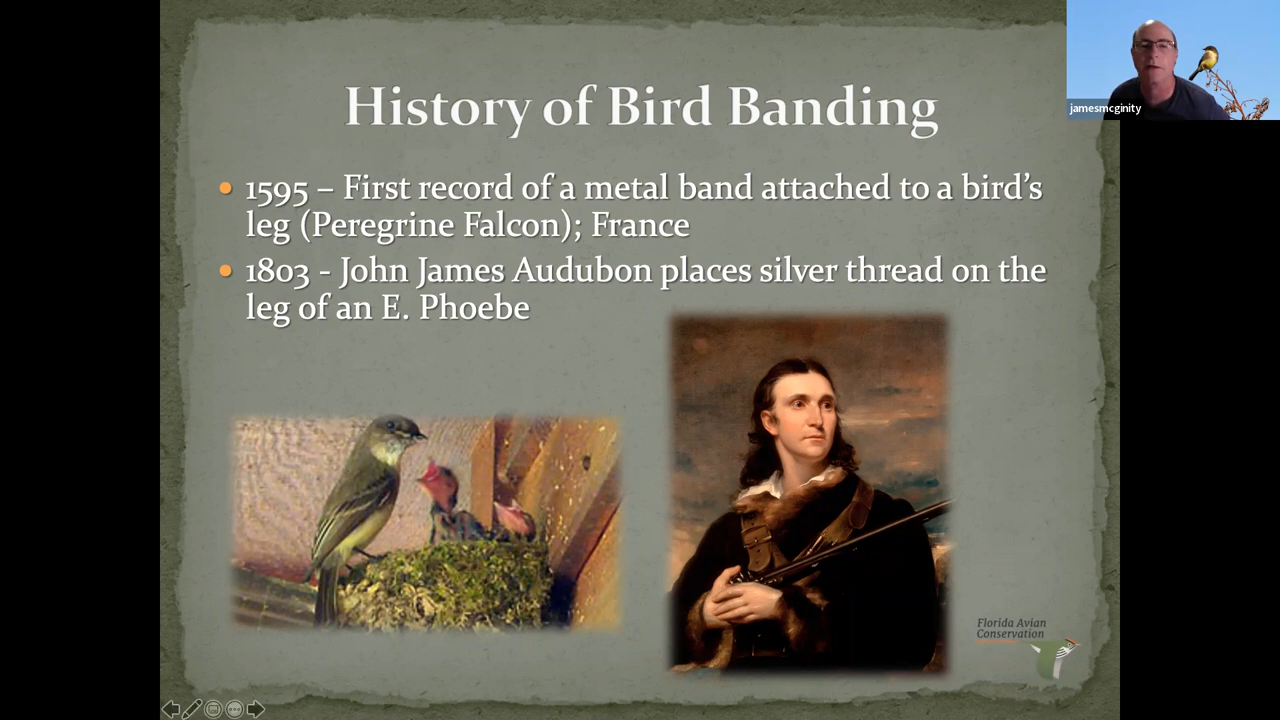 History of Bird Banding
1595 – First record of a metal band attached to a bird’s
leg (Peregrine Falcon); France
1803 - John James Audubon places silver thread on the
leg of an E. Phoebe
jamesmcginity
Florida Avian
Conservation